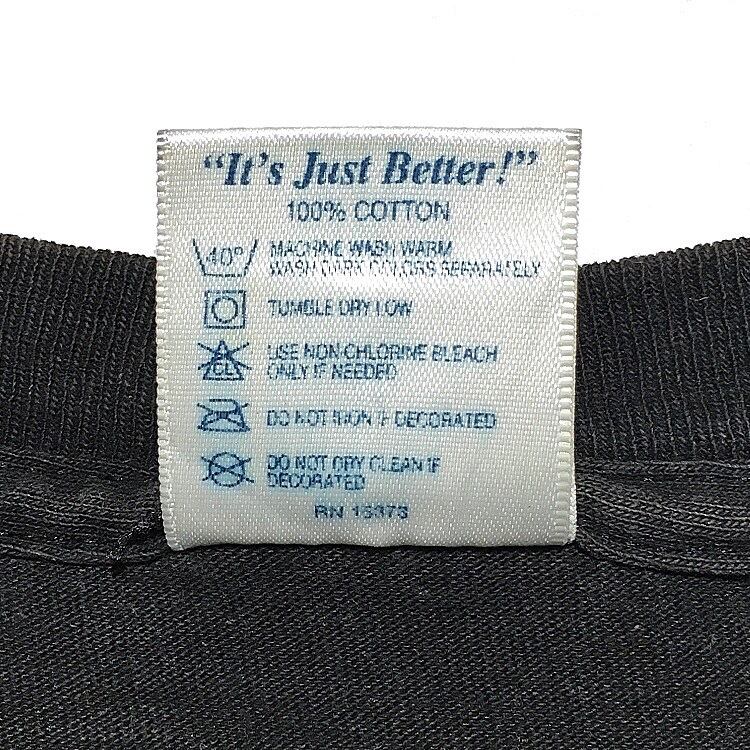 “It’s Just Better!”
100% COTTON
40° MACHINE WASH WARM
WASH DARK COLORS SEPARATELY
TUMBLE DRY LOW
USE NON CHLORINE BLEACH
CL ONLY IF NEEDED
DO NOT IRON IF DECORATED
DO NOT DRY CLEAN IF
DECORATED
RN 15373